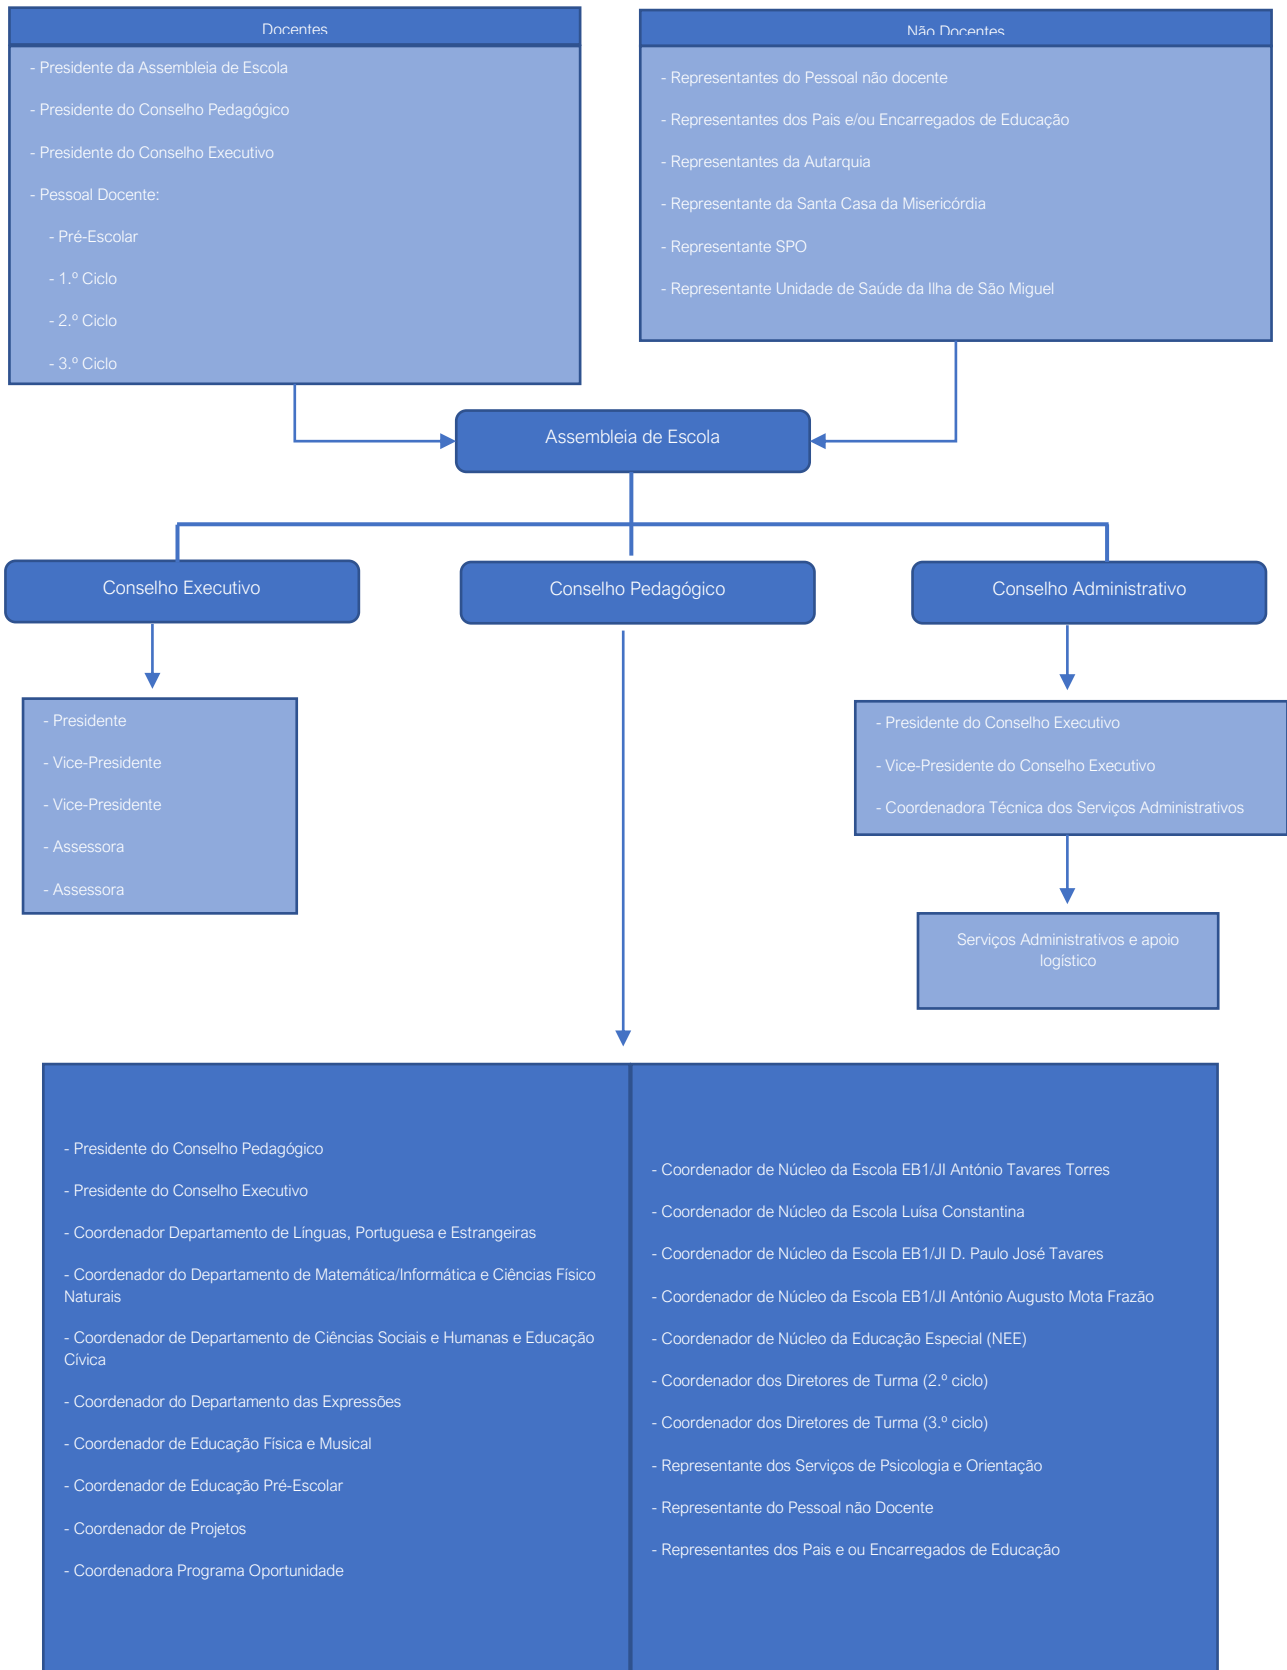 Docentes
- Presidente da Assembleia de Escola
- Presidente do Conselho Pedagógico
- Presidente do Conselho Executivo
- Pessoal Docente:
- Pré-Escolar
- 1.º Ciclo
- 2.º Ciclo
- 3.º Ciclo
Não Docentes
- Representantes do Pessoal não docente
- Representantes dos Pais e/ou Encarregados de Educação
- Representantes da Autarquia
- Representante da Santa Casa da Misericórdia
- Representante SPO
- Representante Unidade de Saúde da Ilha de São Miguel
Assembleia de Escola
Conselho Executivo
Conselho Pedagógico
Conselho Administrativo
- Presidente
- Vice-Presidente
- Vice-Presidente
- Assessora
- Assessora
- Presidente do Conselho Executivo
- Vice-Presidente do Conselho Executivo
- Coordenadora Técnica dos Serviços Administrativos
Serviços Administrativos e apoio
logístico
- Presidente do Conselho Pedagógico
- Presidente do Conselho Executivo
- Coordenador Departamento de Línguas, Portuguesa e Estrangeiras
- Coordenador do Departamento de Matemática/Informática e Ciências Físico
Naturais
- Coordenador de Departamento de Ciências Sociais e Humanas e Educação
Cívica
- Coordenador do Departamento das Expressões
- Coordenador de Educação Física e Musical
- Coordenador de Educação Pré-Escolar
- Coordenador de Projetos
- Coordenadora Programa Oportunidade
- Coordenador de Núcleo da Escola EB1/JI António Tavares Torres
- Coordenador de Núcleo da Escola Luísa Constantina
- Coordenador de Núcleo da Escola EB1/JI D. Paulo José Tavares
- Coordenador de Núcleo da Escola EB1/JI António Augusto Mota Frazão
- Coordenador de Núcleo da Educação Especial (NEE)
- Coordenador dos Diretores de Turma (2.º ciclo)
- Coordenador dos Diretores de Turma (3.º ciclo)
- Representante dos Serviços de Psicologia e Orientação
- Representante do Pessoal não Docente
- Representantes dos Pais e ou Encarregados de Educação